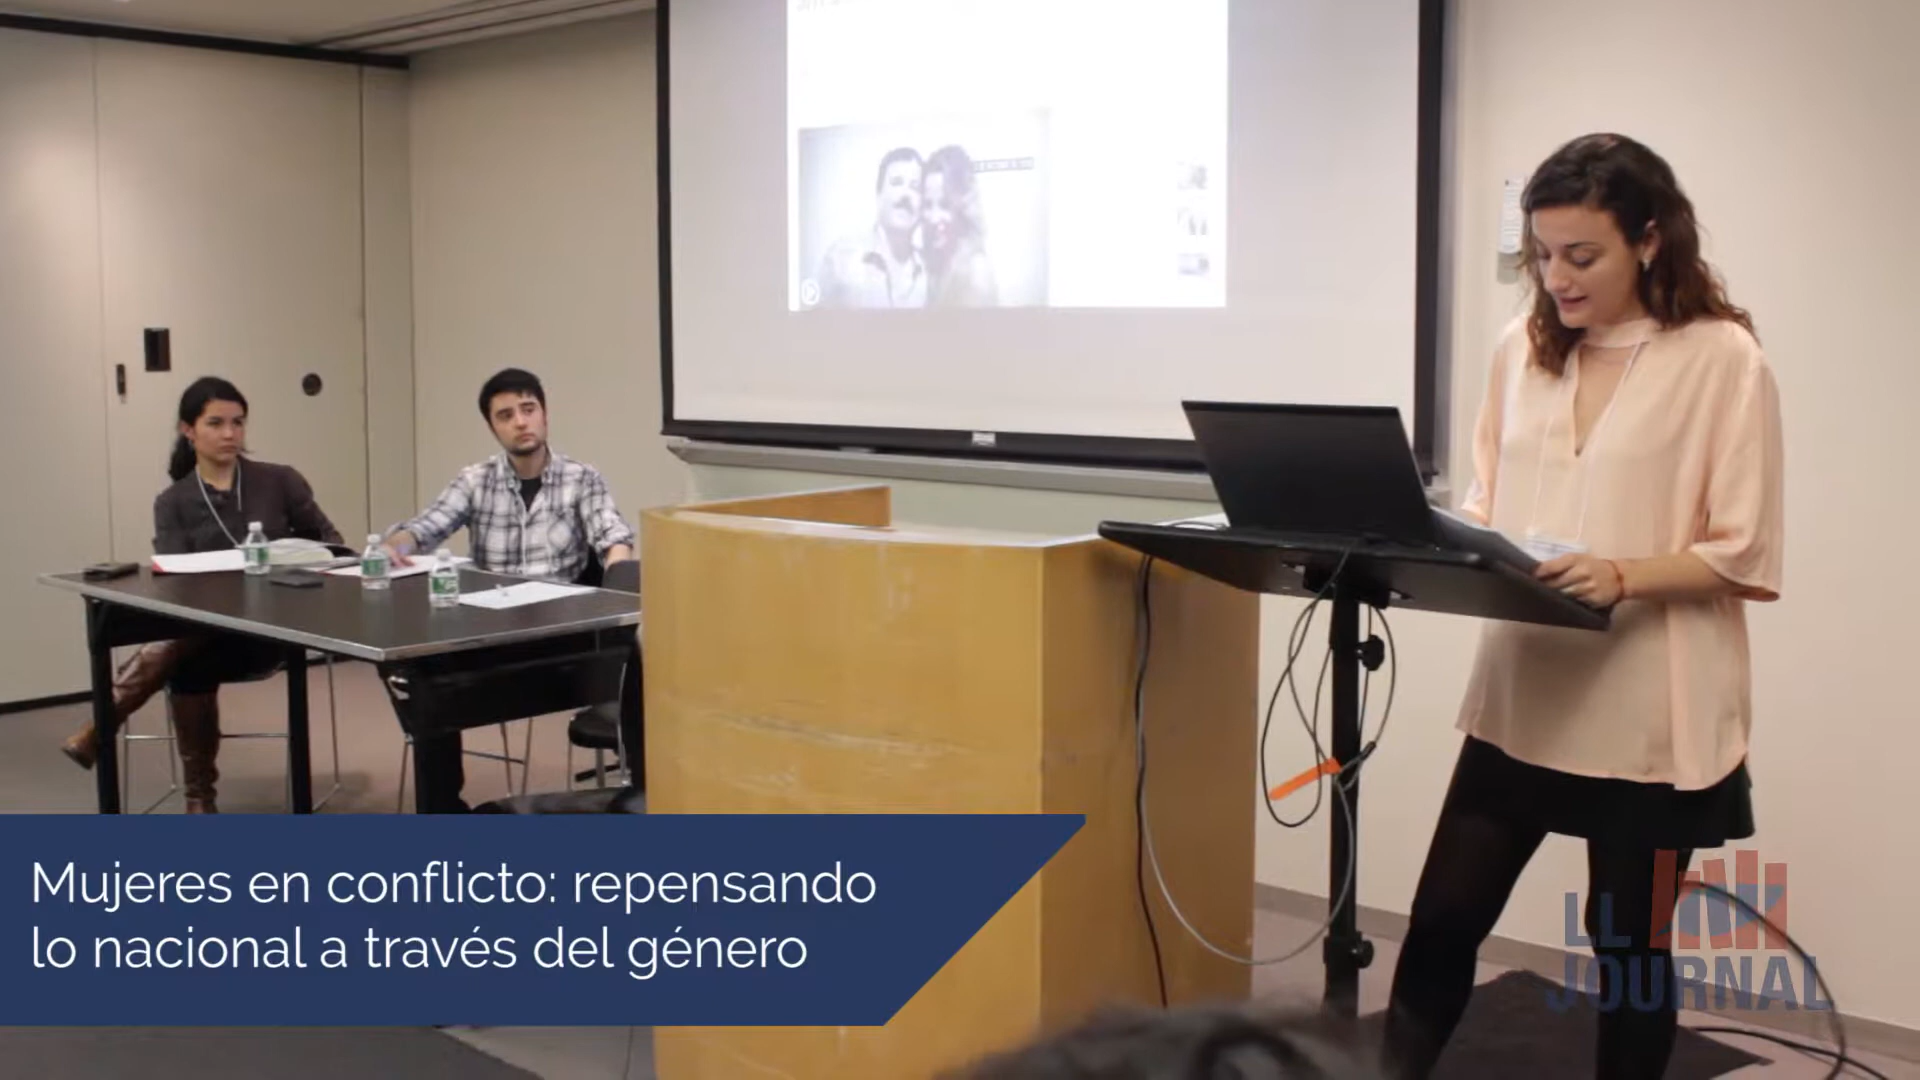 Mujeres en conflicto: repensando
lo nacional a través del género
LL
JOURNAL